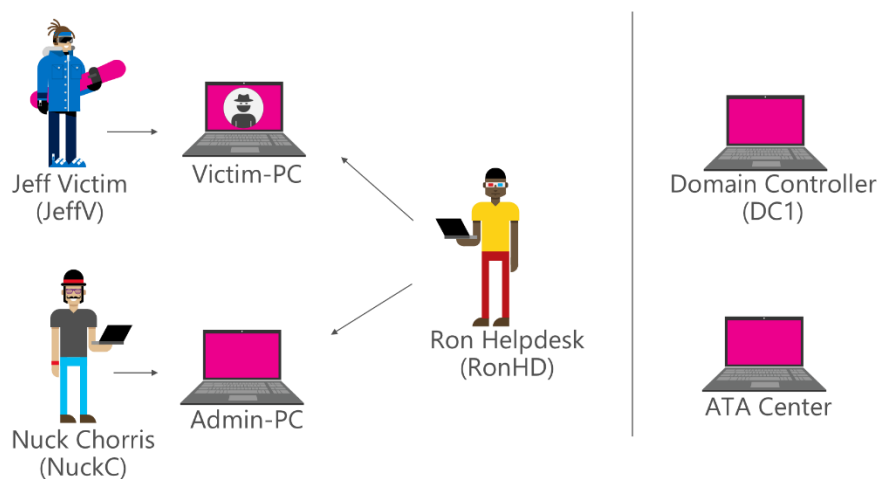 Jeff Victim
(JeffV)
Victim-PC
Domain Controller
(DC1)
Ron Helpdesk
(RonHD)
Nuck Chorris
(NuckC)
Admin-PC
ATA Center